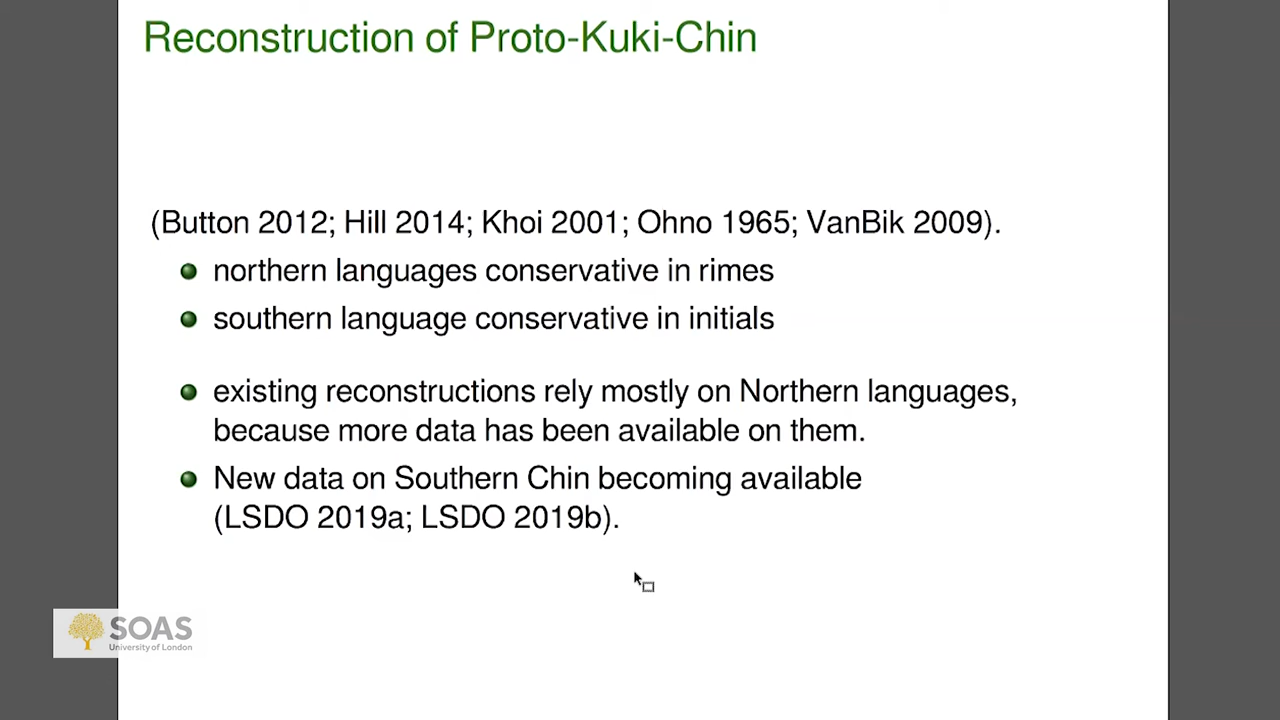 Reconstruction of Proto-Kuki-Chin
(Button 2012; Hill 2014; Khoi 2001; Ohno 1965; VanBik 2009).
northern languages conservative in rimes
southern language conservative in initials
existing reconstructions rely mostly on Northern languages,
because more data has been available on them.
New data on Southern Chin becoming available
(LSDO 2019a; LSDO 2019b).
SOAS
University of London